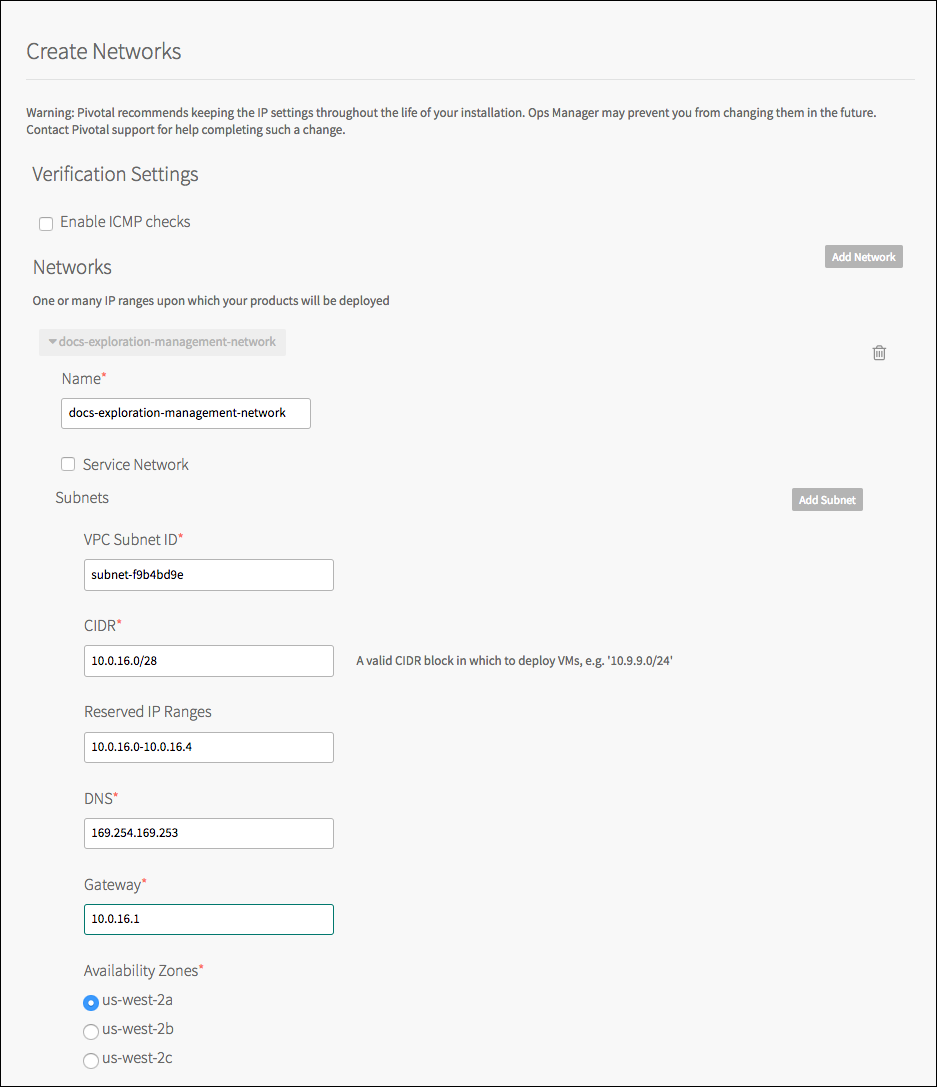 Create Networks
Warning: Pivotal recommends keeping the IP settings throughout the life of your installation. Ops Manager may prevent you from changing them in the future.
Contact Pivotal support for help completing such a change.
Verification Settings
Enable ICMP checks
Add Network
Networks
One or many IP ranges upon which your products will be deployed
docs-exploration-management-network
Name*
docs-exploration-management-network
Service Network
Subnets
Add Subnet
VPC Subnet ID*
subnet-f9b4bd9e
CIDR*
10.0.16.0/28
A valid CIDR block in which to deploy VMs, e.g. '10.9.9.0/24'
Reserved IP Ranges
10.0.16.0-10.0.16.4
DNS*
169.254.169.253
Gateway*
10.0.16.1
Availability Zones*
us-west-2a
us-west-2b
us-west-2c